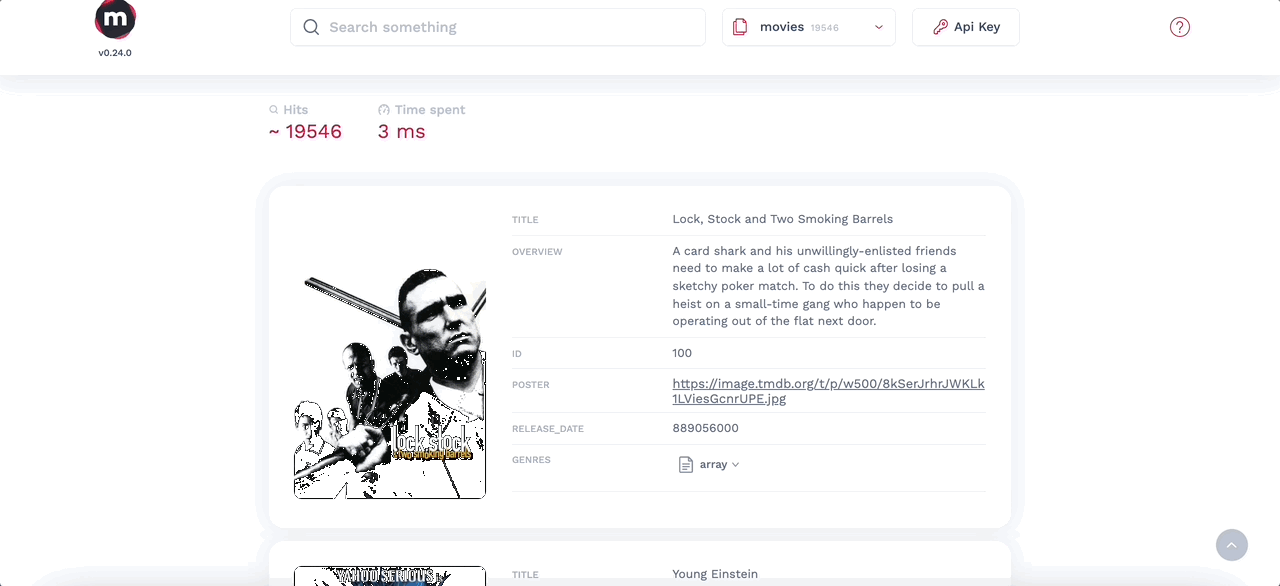 m
v0.24.0
Search something
movies 19546
Api Key
?
Hits
Time spent
~ 19546
3 ms
TITLE
Lock, Stock and Two Smoking Barrels
OVERVIEW
A card shark and his unwillingly-enlisted friends
need to make a lot of cash quick after losing a
sketchy poker match. To do this they decide to pull a
heist on a small-time gang who happen to be
operating out of the flat next door.
ID
100
POSTER
https://image.tmdb.org/t/p/w500/8kSerJrhrJWKLk
1LViesGcnrUPE.jpg
RELEASE_DATE
889056000
GENRES
array
lock stock
& two smoking barrels
YAHOO SERIOUS
TITLE
Young Einstein